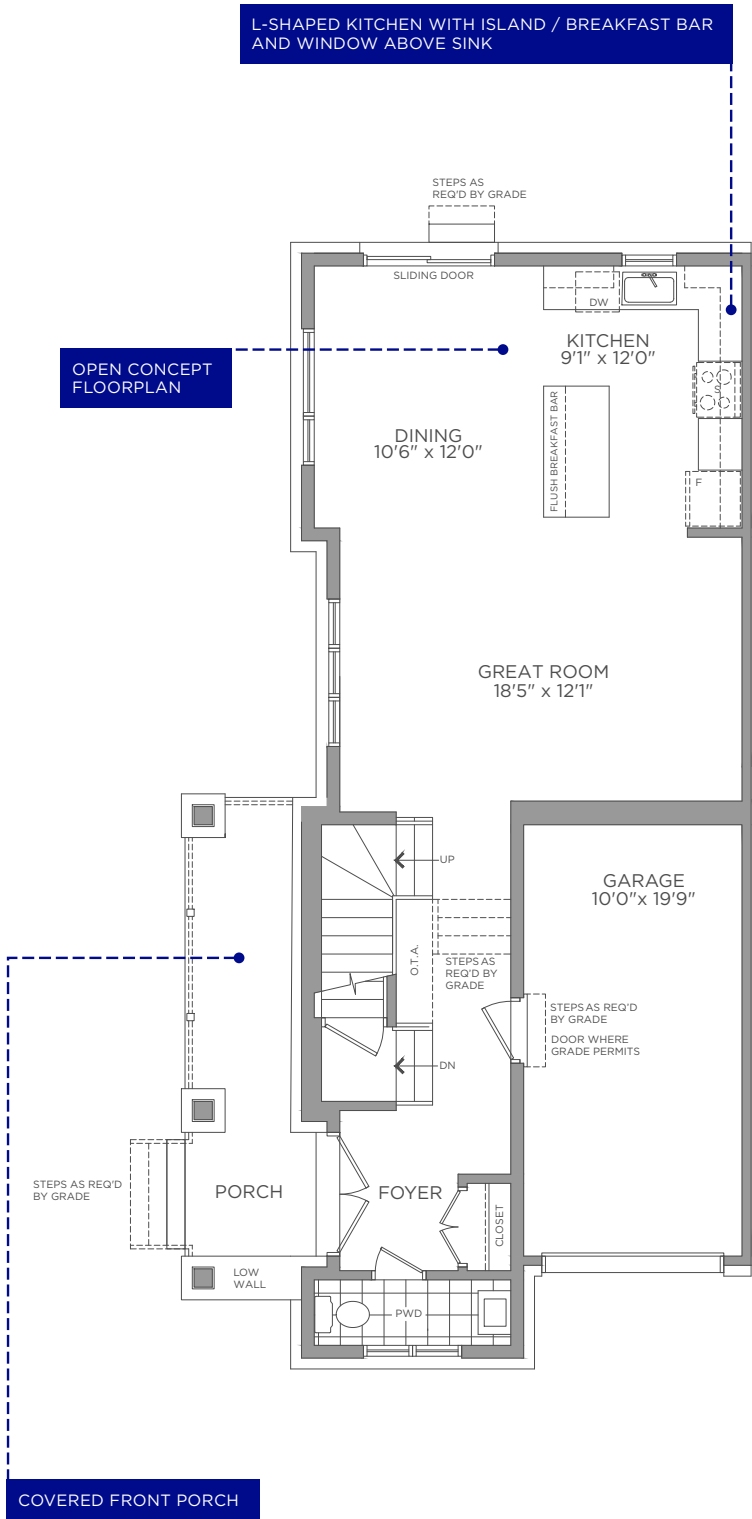 L-SHAPED KITCHEN WITH ISLAND / BREAKFAST BAR
AND WINDOW ABOVE SINK
STEPS AS
REQ'D BY GRADE
SLIDING DOOR
DW
KITCHEN
9'1" x 12'0"
OPEN CONCEPT
FLOORPLAN
S
FLUSH BREAKFAST BAR
DINING
10'6" x 12'0"
F
GREAT ROOM
18'5" x 12'1"
UP
GARAGE
10'0"x 19'9"
O.T.A.
STEPS AS
REQ'D BY
GRADE
STEPS AS REQ'D
BY GRADE
DOOR WHERE
GRADE PERMITS
DN
STEPS AS REQ'D
BY GRADE
PORCH
FOYER
CLOSET
LOW
WALL
PWD
COVERED FRONT PORCH